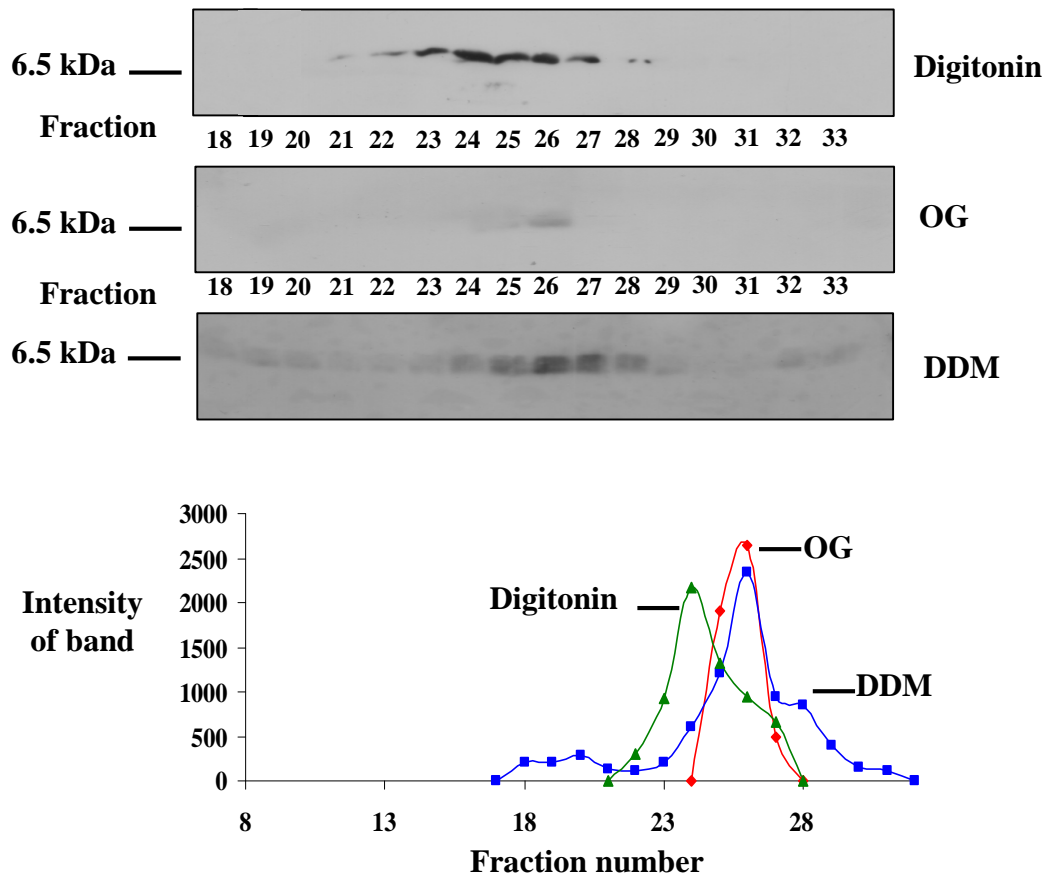 6.5 kDa
Digitonin
Fraction
18 19 20 21 22 23 24 25 26 27 28 29 30 31 32 33
6.5 kDa
OG
Fraction
18 19 20 21 22 23 24 25 26 27 28 29 30 31 32 33
6.5 kDa
DDM
3000
2500
2000
1500
1000
500
0
Intensity
of band
OG
Digitonin
DDM
8 13 18 23 28
Fraction number